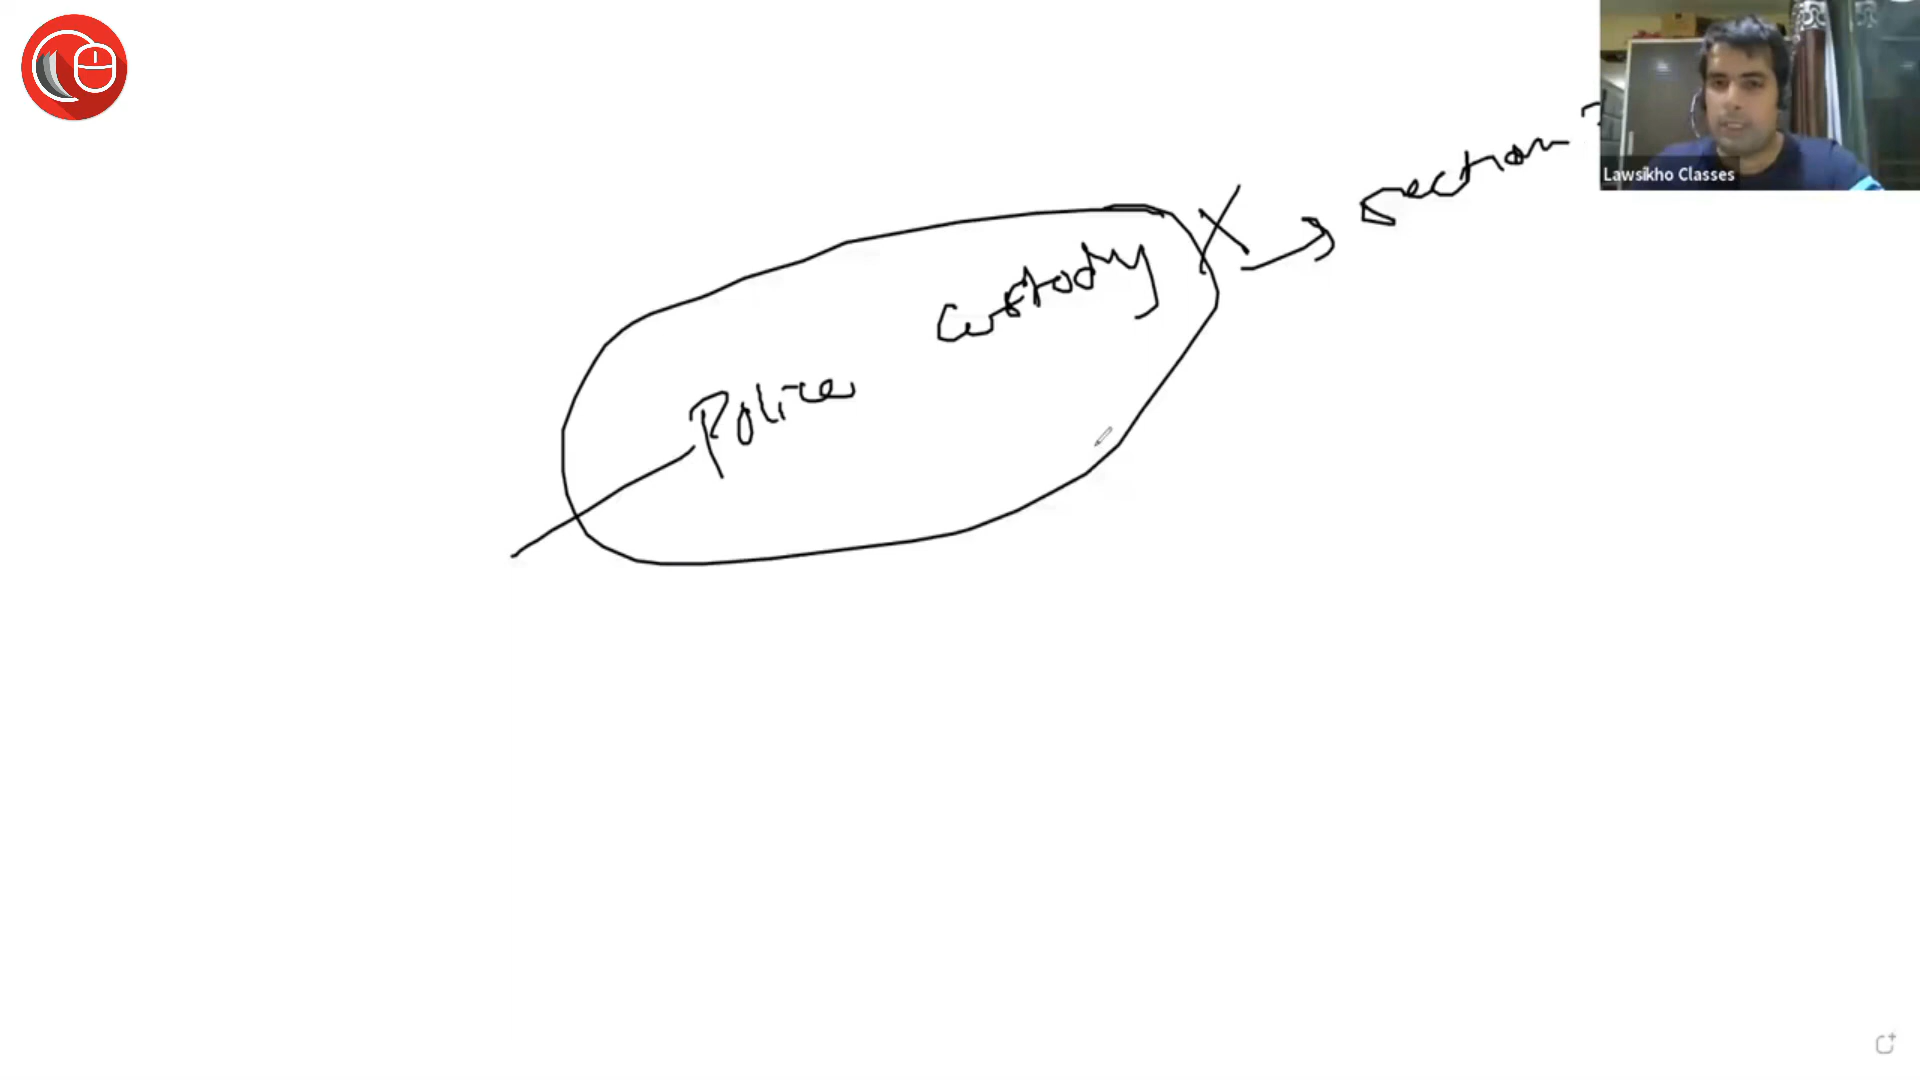 Police custody X → section
Lawsikho Classes